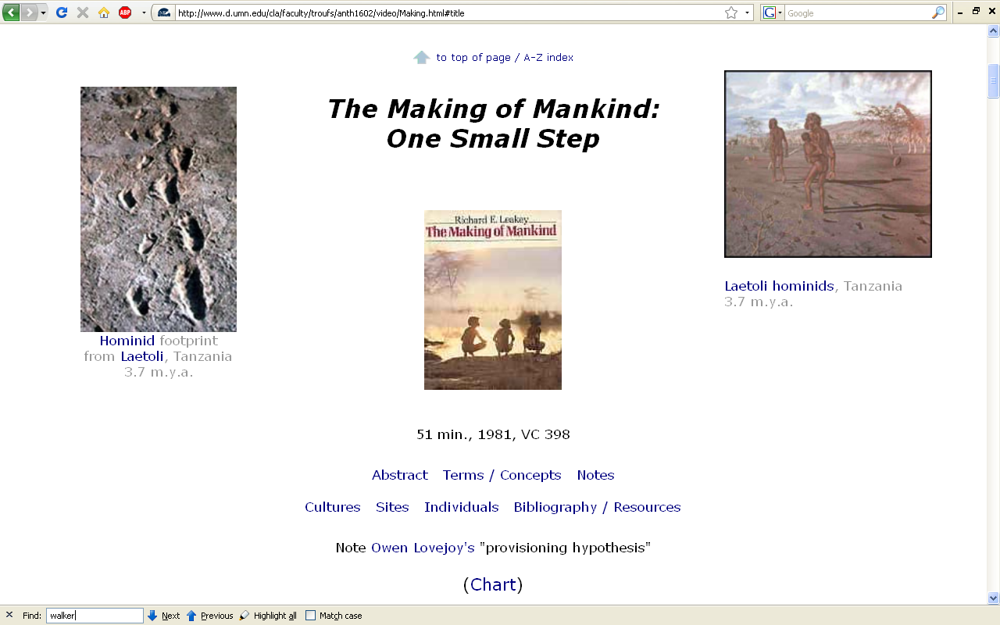 http://www.d.umn.edu/cla/faculty/troufs/anth1602/video/Making.html#title
Google
to top of page / A-Z index
The Making of Mankind:
One Small Step
Richard E. Leakey
The Making of Mankind
Hominid footprint
from Laetoli, Tanzania
3.7 m.y.a.
Laetoli hominids, Tanzania
3.7 m.y.a.
51 min., 1981, VC 398
Abstract Terms / Concepts Notes
Cultures Sites Individuals Bibliography / Resources
Note Owen Lovejoy's "provisioning hypothesis"
(Chart)
Find: walker Next Previous Highlight all Match case
ABP
G